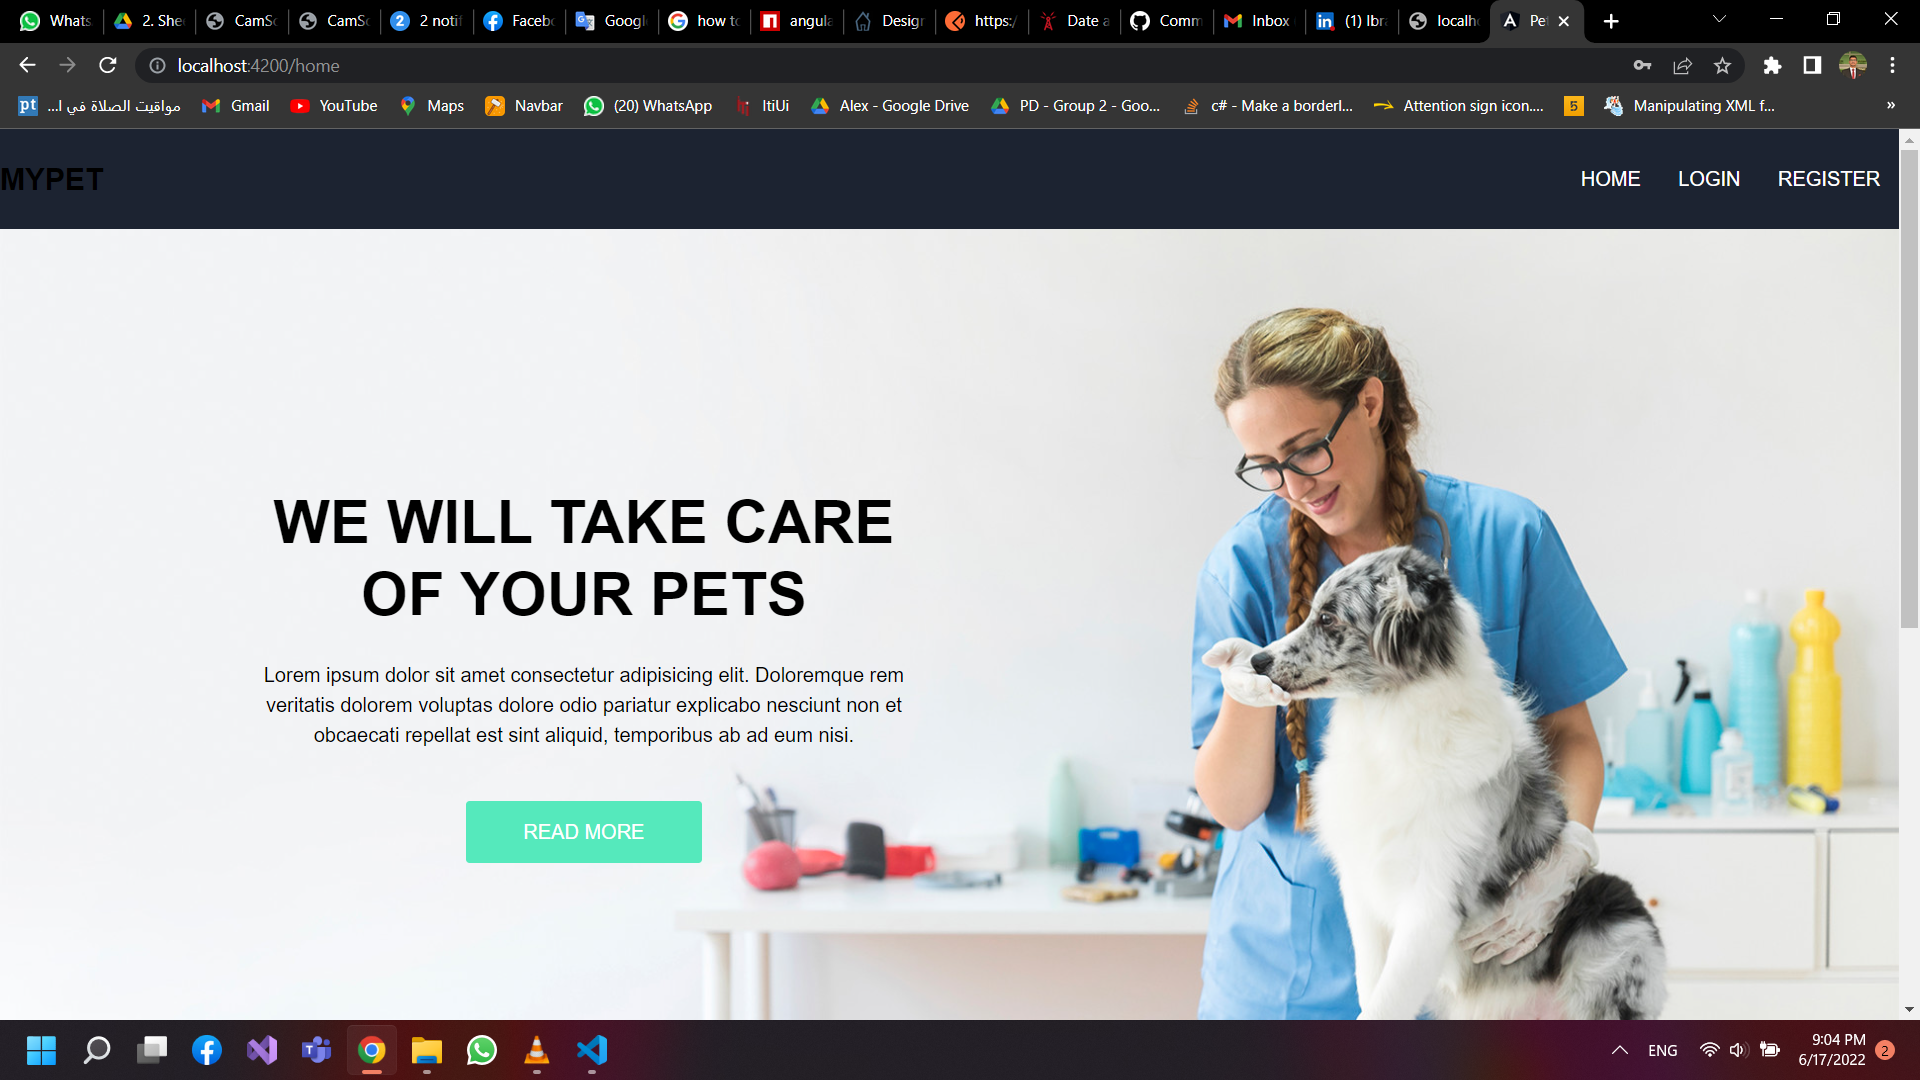 Whats
2. Shee
CamSc
CamSc
2 notif
Facebo
Googl
how to
angula
Design
https:/
Date a
Comm
Inbox
(1) Ibra
localho
Pet
localhost:4200/home
مواقيت الصلاة في ا...
Gmail
YouTube
Maps
Navbar
(20) WhatsApp
ItiUi
Alex - Google Drive
PD - Group 2 - Goo...
c# - Make a borderl...
Attention sign icon....
5
Manipulating XML f...
»
MYPET
HOME LOGIN REGISTER
WE WILL TAKE CARE
OF YOUR PETS
Lorem ipsum dolor sit amet consectetur adipisicing elit. Doloremque rem
veritatis dolorem voluptas dolore odio pariatur explicabo nesciunt non et
obcaecati repellat est sint aliquid, temporibus ab ad eum nisi.
READ MORE
ENG
9:04 PM
6/17/2022
2